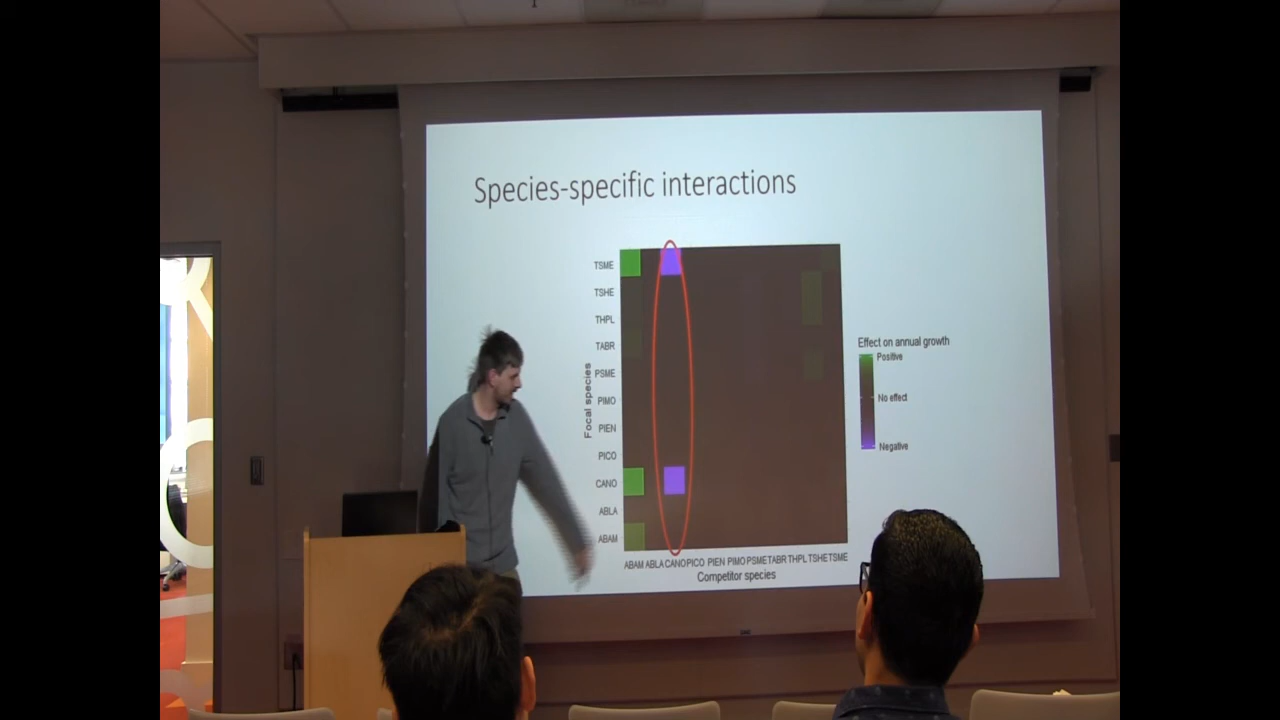 Species-specific interactions
TSME
TSHE
THPL
TABR
PSME
PIMO
PIEN
PICO
CANO
ABLA
ABAM
Focal species
ABAM ABLA CANO PICO PIEN PIMO PSME TABR THPL TSHE TSME
Competitor species
Effect on annual growth
Positive
No effect
Negative